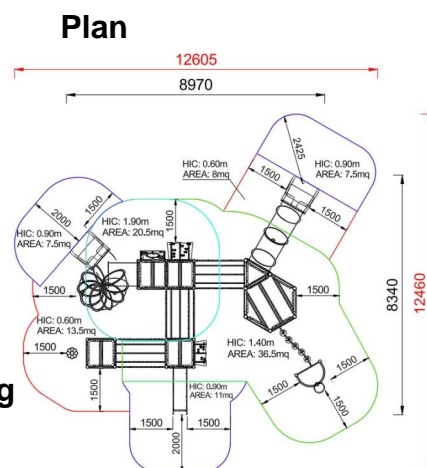 Plan
12605
8970
2425
HIC: 0.60m
AREA: 8mq
HIC: 0.90m
AREA: 7.5mq
1500
1500
1500
2000
HIC: 1.90m
AREA: 20.5mq
1500
HIC: 0.90m
AREA: 7.5mq
1500
1500
8340
12460
HIC: 0.60m
AREA: 13.5mq
HIC: 1.40m
AREA: 36.5mq
1500
1500
g
HIC: 0.90m
AREA: 11mq
1500
1500
1500
1500
1500
2000